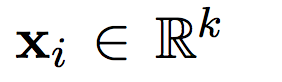 𝐱ᵢ ∈ ℝᵏ